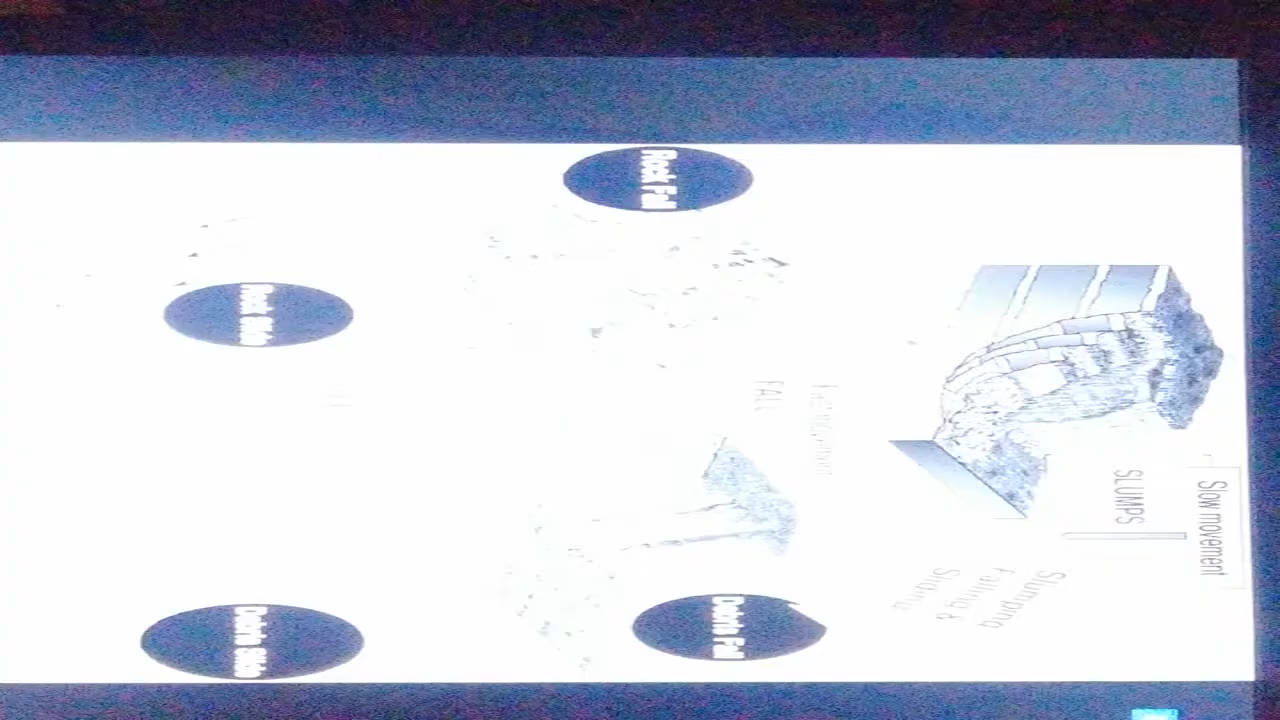 Slow movement
SLUMPS
Slumping
Falling &
Sliding
FALL
Rock Fall
Debris Fall
Rock Slide
Debris Slide